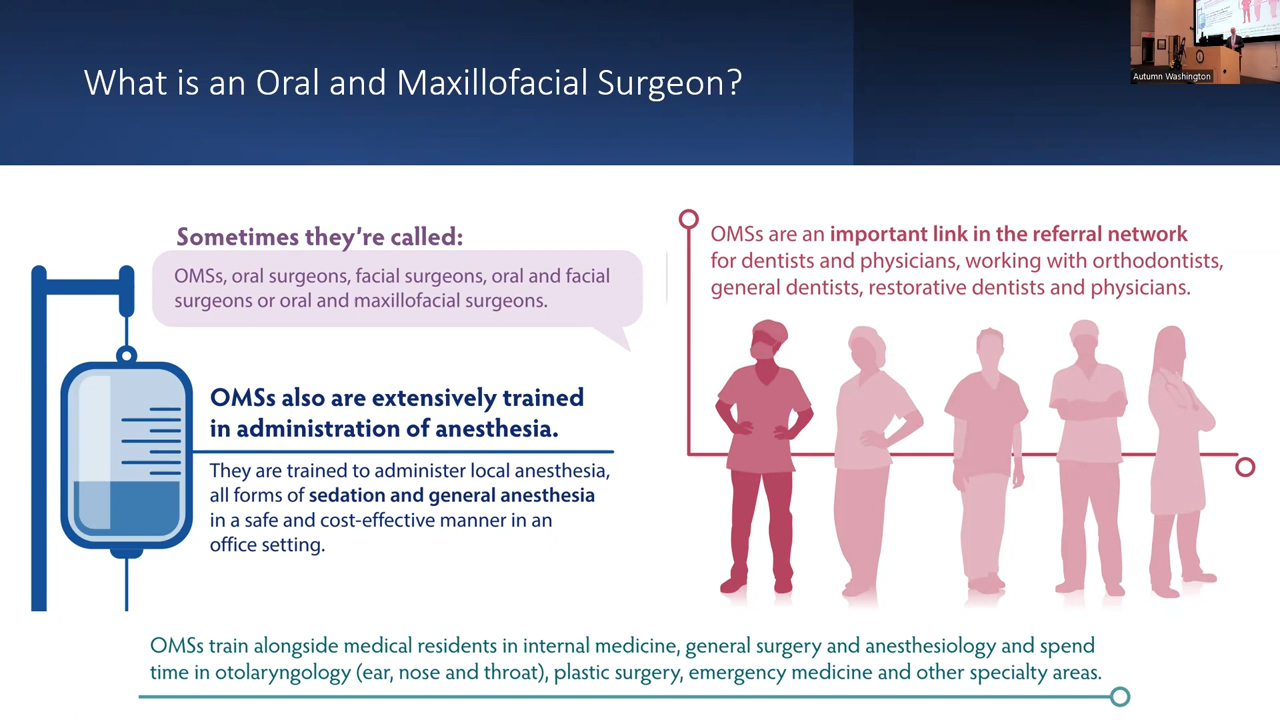 What is an Oral and Maxillofacial Surgeon?
Autumn Washington
Sometimes they're called:
OMSs, oral surgeons, facial surgeons, oral and facial
surgeons or oral and maxillofacial surgeons.
OMSs also are extensively trained
in administration of anesthesia.
They are trained to administer local anesthesia,
all forms of sedation and general anesthesia
in a safe and cost-effective manner in an
office setting.
OMSs are an important link in the referral network
for dentists and physicians, working with orthodontists,
general dentists, restorative dentists and physicians.
OMSs train alongside medical residents in internal medicine, general surgery and anesthesiology and spend
time in otolaryngology (ear, nose and throat), plastic surgery, emergency medicine and other specialty areas.